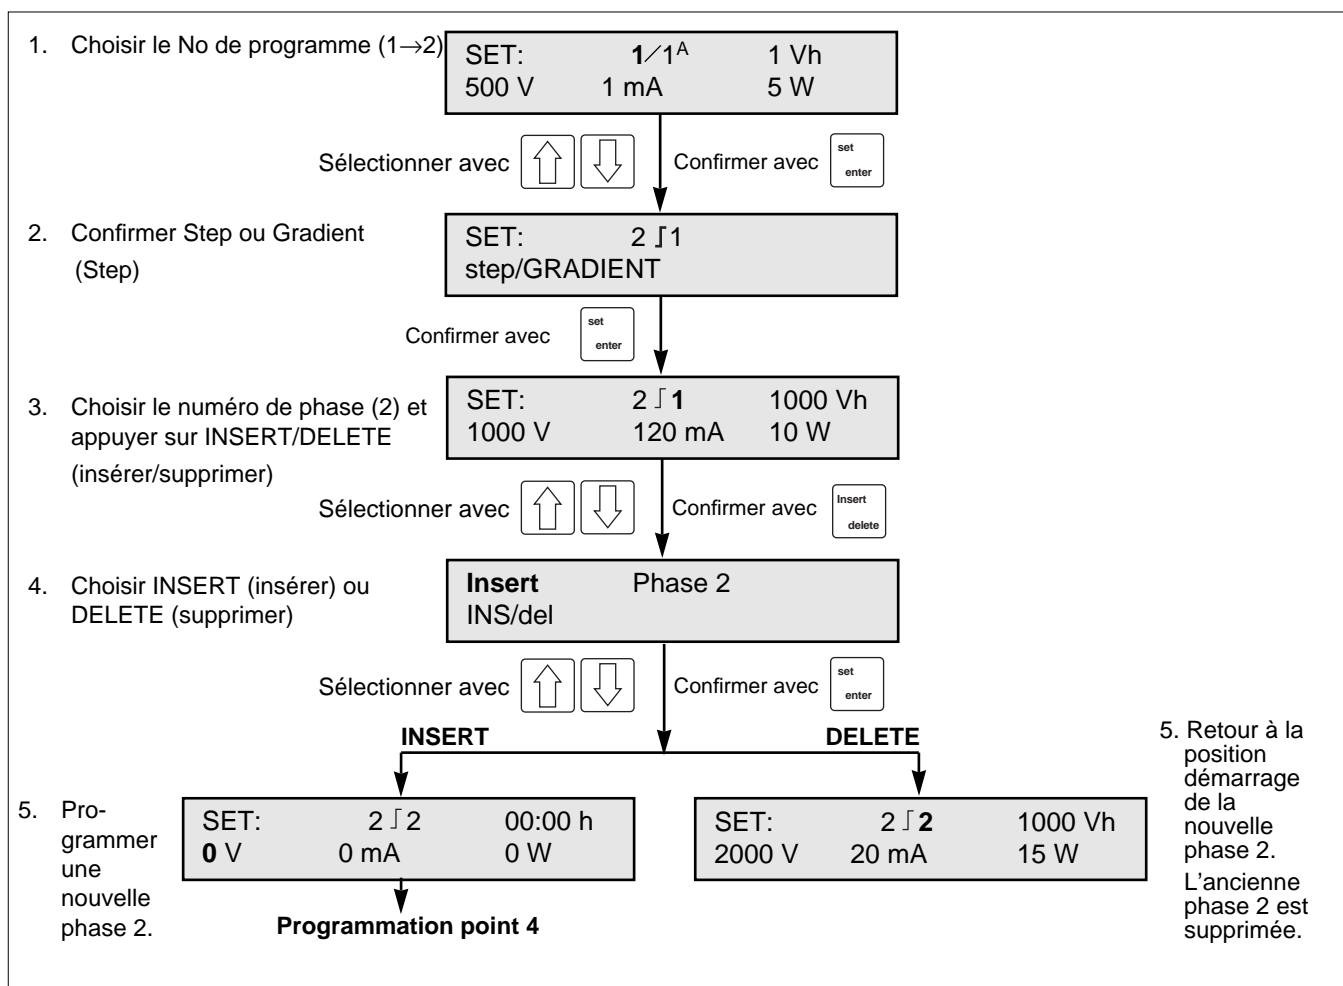 1. Choisir le No de programme (1→2)
SET: 1/1A 1 Vh
500 V 1 mA 5 W
Sélectionner avec Confirmer avec set enter
2. Confirmer Step ou Gradient
(Step)
SET: 2 ⌠1
step/GRADIENT
Confirmer avec set enter
3. Choisir le numéro de phase (2) et
appuyer sur INSERT/DELETE
(insérer/supprimer)
SET: 2 ⌠1 1000 Vh
1000 V 120 mA 10 W
Sélectionner avec Confirmer avec Insert delete
4. Choisir INSERT (insérer) ou
DELETE (supprimer)
Insert Phase 2
INS/del
Sélectionner avec Confirmer avec set enter
INSERT DELETE
5. Pro-
grammer
une
nouvelle
phase 2.
SET: 2 ⌠2 00:00 h
0 V 0 mA 0 W
Programmation point 4
SET: 2 ⌠2 1000 Vh
2000 V 20 mA 15 W
5. Retour à la
position
démarrage
de la
nouvelle
phase 2.
L'ancienne
phase 2 est
supprimée.